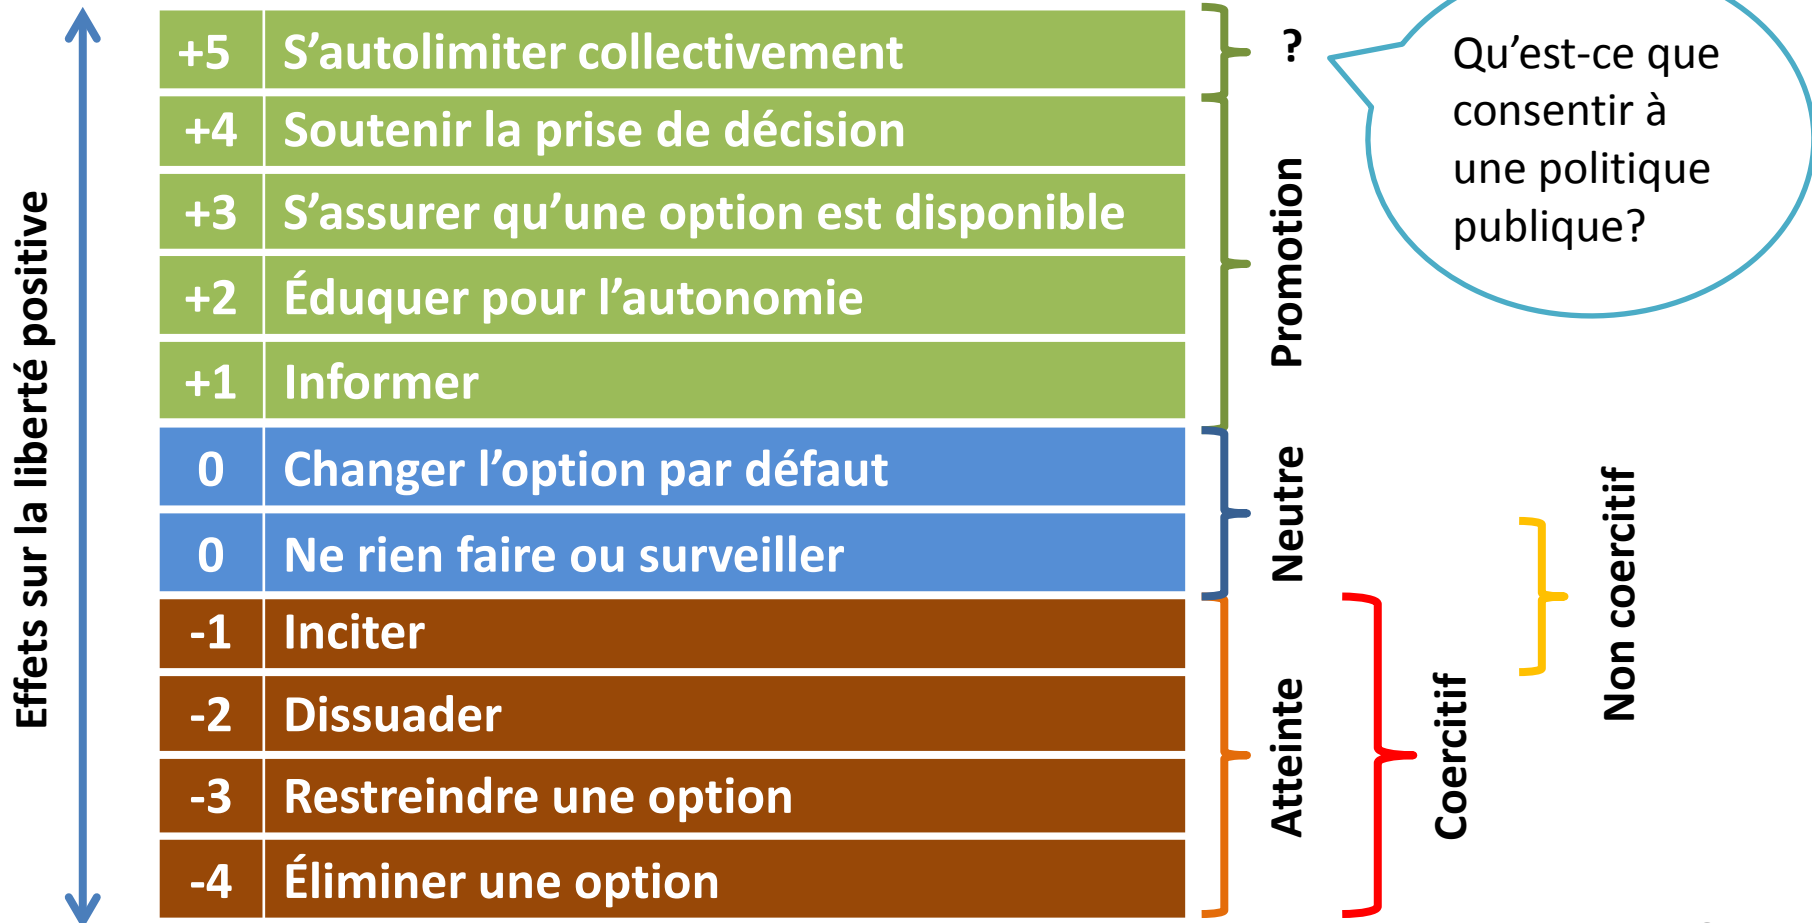 Effets sur la liberté positive
+5 S’autolimiter collectivement
+4 Soutenir la prise de décision
+3 S’assurer qu’une option est disponible
+2 Éduquer pour l’autonomie
+1 Informer
0 Changer l’option par défaut
0 Ne rien faire ou surveiller
-1 Inciter
-2 Dissuader
-3 Restreindre une option
-4 Éliminer une option
?
Promotion
Neutre
Atteinte
Coercitif
Non coercitif
Qu’est-ce que
consentir à
une politique
publique?